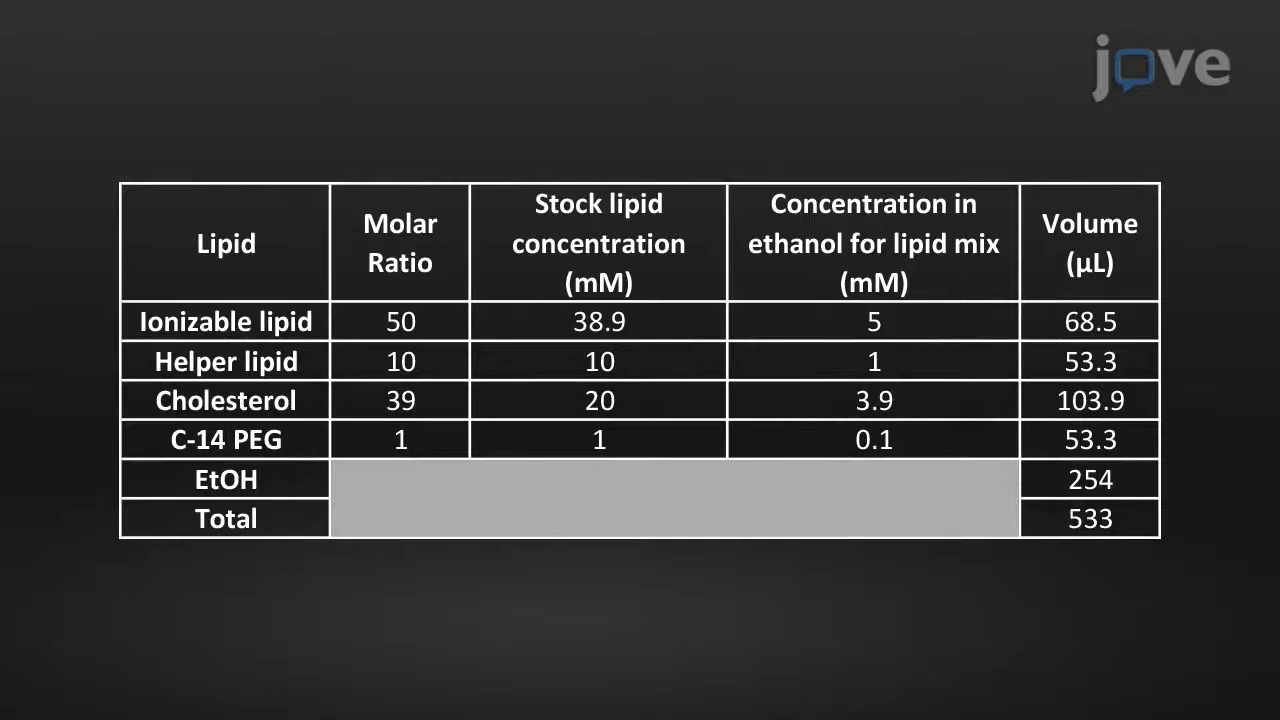 jove
Lipid
Molar
Ratio
Stock lipid
concentration
(mM)
Concentration in
ethanol for lipid mix
(mM)
Volume
(µL)
Ionizable lipid 50 38.9 5 68.5
Helper lipid 10 10 1 53.3
Cholesterol 39 20 3.9 103.9
C-14 PEG 1 1 0.1 53.3
EtOH 254
Total 533